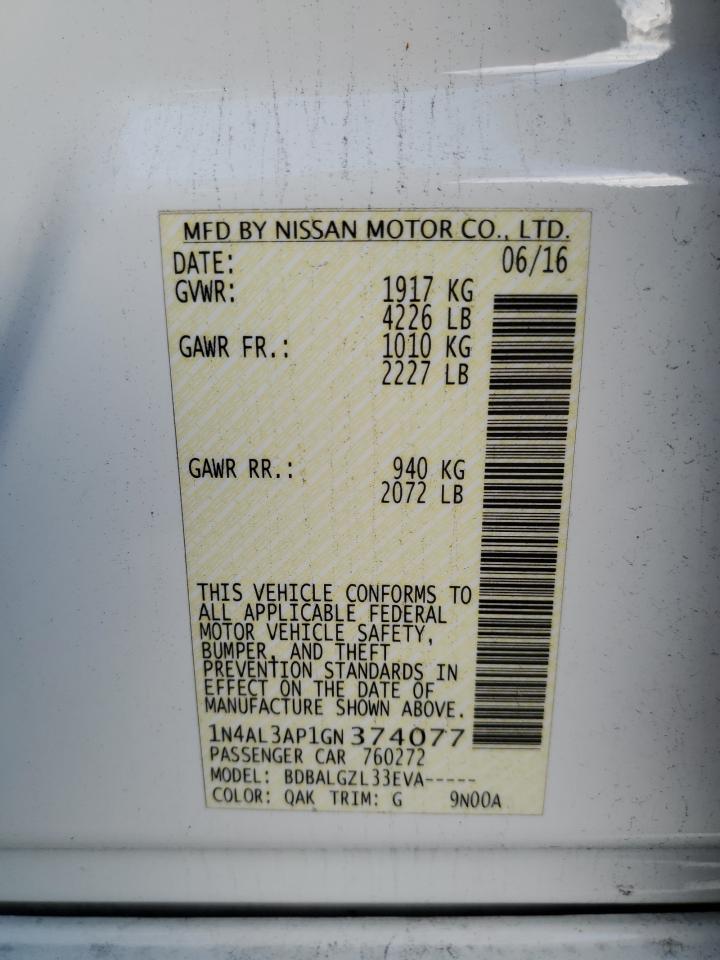 MFD BY NISSAN MOTOR CO., LTD.
DATE: 06/16
GVWR: 1917 KG
4226 LB
GAWR FR.: 1010 KG
2227 LB
GAWR RR.: 940 KG
2072 LB
THIS VEHICLE CONFORMS TO
ALL APPLICABLE FEDERAL
MOTOR VEHICLE SAFETY,
BUMPER, AND THEFT
PREVENTION STANDARDS IN
EFFECT ON THE DATE OF
MANUFACTURE SHOWN ABOVE.
1N4AL3AP1GN 374077
PASSENGER CAR 760272
MODEL: BDBALGZL33EVA-----
COLOR: QAK TRIM: G 9N00A